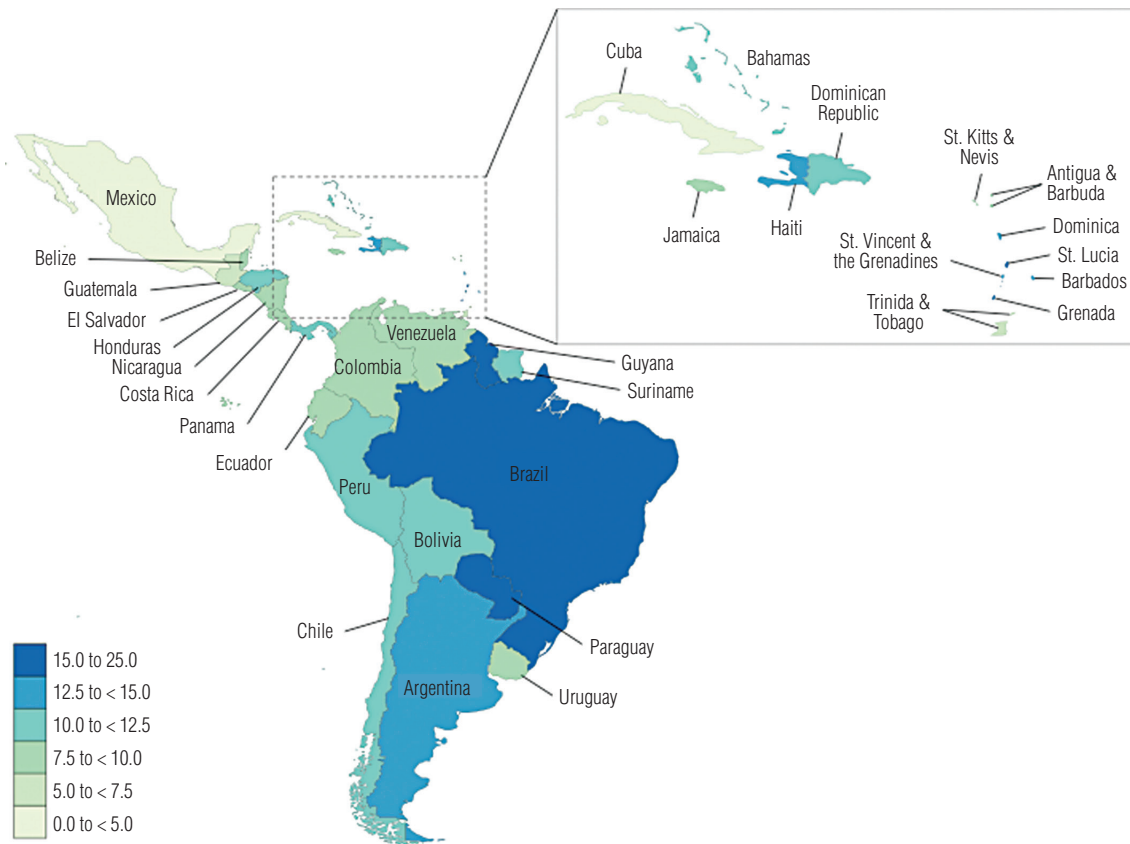 Cuba
Bahamas
Dominican
Republic
St. Kitts &
Nevis
Antigua &
Barbuda
Mexico
Jamaica
Haiti
Dominica
St. Vincent &
the Grenadines
St. Lucia
Barbados
Belize
Guatemala
Trinida &
Tobago
Grenada
El Salvador
Honduras
Nicaragua
Costa Rica
Panama
Ecuador
Venezuela
Colombia
Guyana
Suriname
Brazil
Peru
Bolivia
Chile
Paraguay
Argentina
Uruguay
15.0 to 25.0
12.5 to < 15.0
10.0 to < 12.5
7.5 to < 10.0
5.0 to < 7.5
0.0 to < 5.0